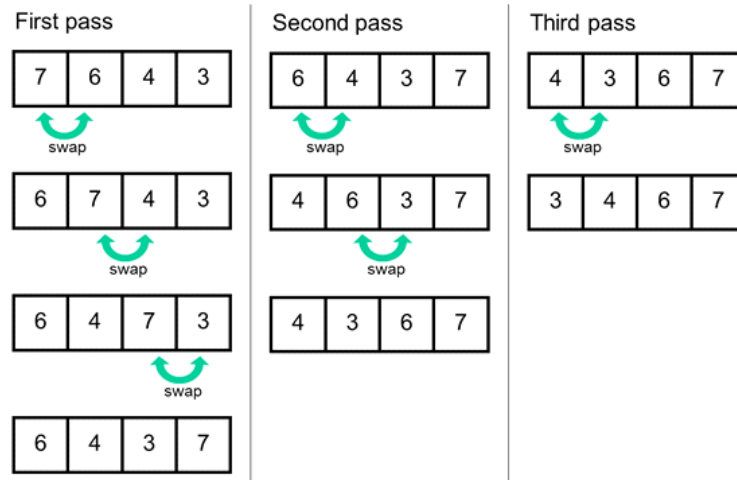 First pass
7 6 4 3
swap
6 7 4 3
swap
6 4 7 3
swap
6 4 3 7
Second pass
6 4 3 7
swap
4 6 3 7
swap
4 3 6 7
Third pass
4 3 6 7
swap
3 4 6 7